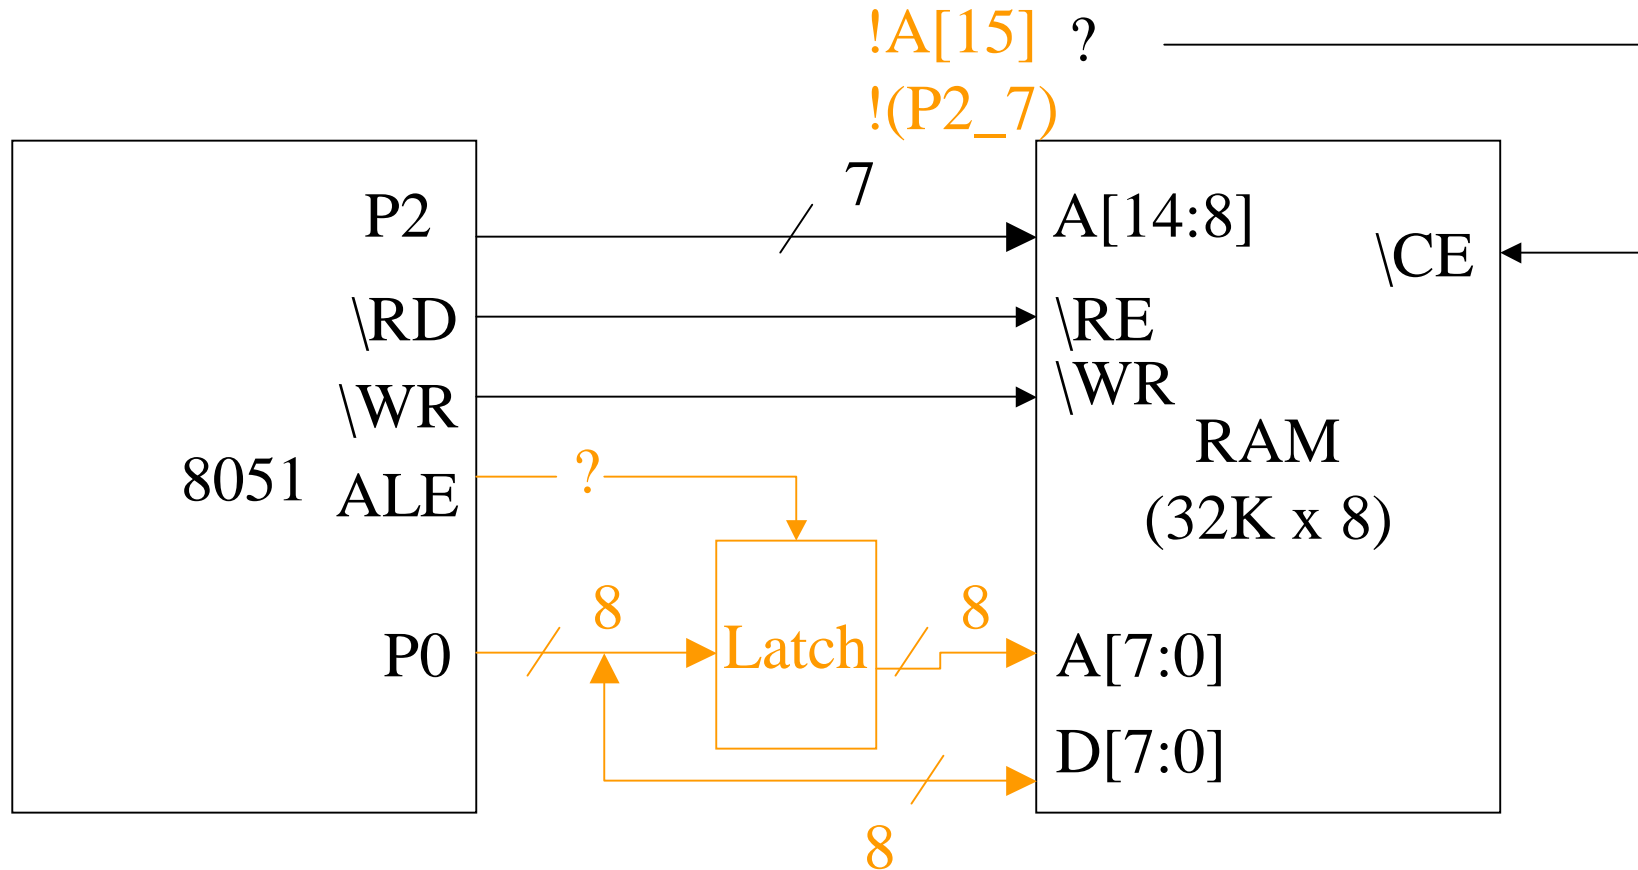 !A[15] ?
!(P2_7)
7
P2
A[14:8]
\CE
\RD
\RE
\WR
\WR
8051
ALE
?
RAM
(32K x 8)
8
8
P0
Latch
A[7:0]
D[7:0]
8